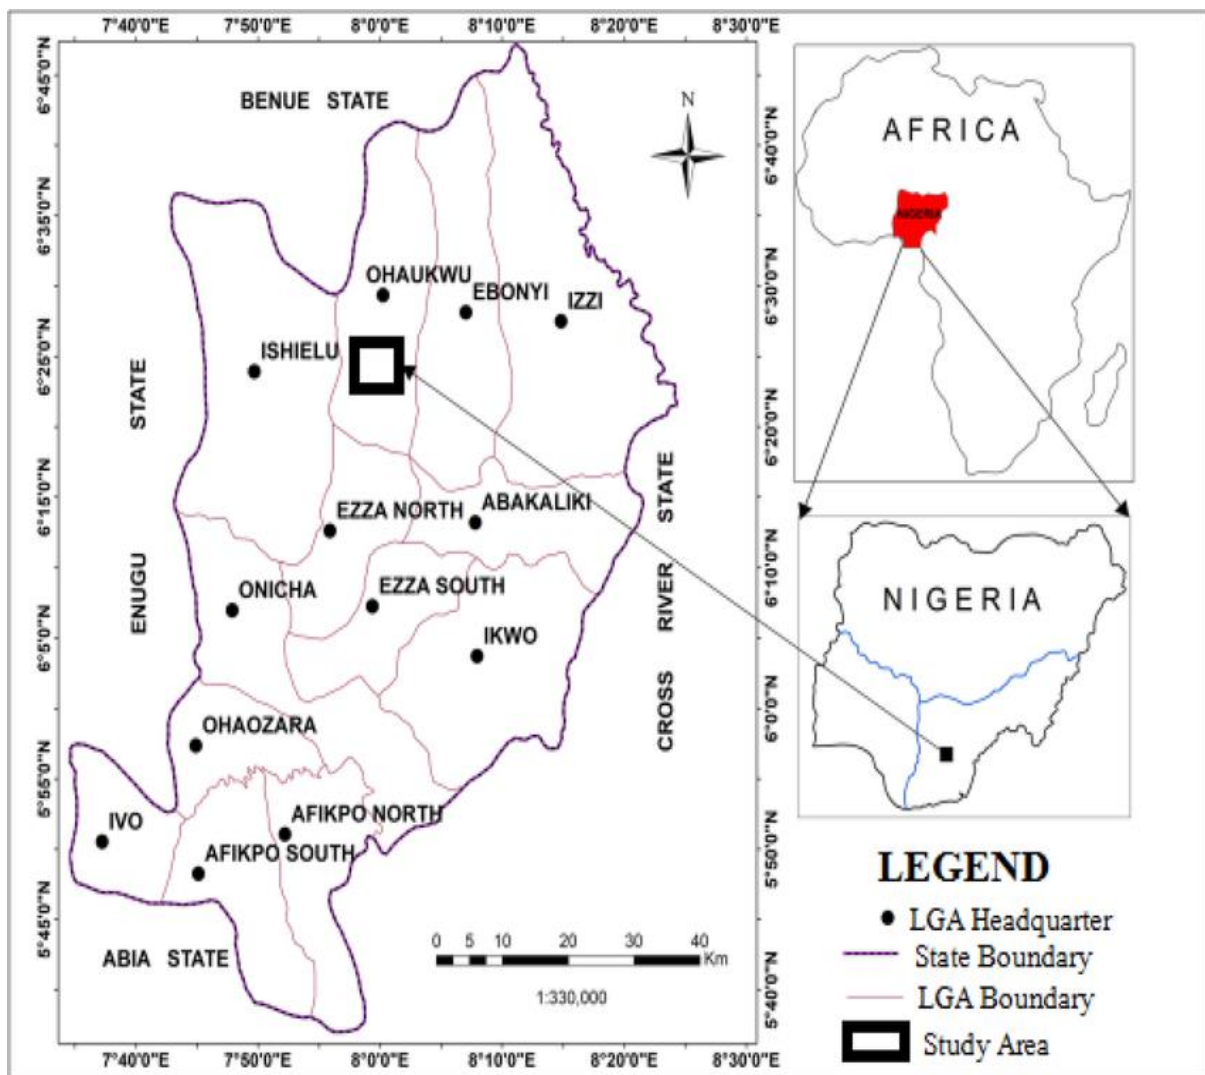 7°40'0"E 7°50'0"E 8°0'0"E 8°10'0"E 8°20'0"E 8°30'0"E
6°45'0"N
6°35'0"N
6°25'0"N
6°15'0"N
6°5'0"N
5°55'0"N
5°45'0"N
BENUE STATE
N
OHAUKWU
EBONYI
IZZI
ISHIELU
ENUGU STATE
EZZA NORTH
ABAKALIKI
ONICHA
EZZA SOUTH
IKWO
CROSS RIVER STATE
OHAOZARA
IVO
AFIKPO NORTH
AFIKPO SOUTH
ABIA STATE
0 5 10 20 30 40
Km
1:330,000
6°40'0"N
6°30'0"N
6°20'0"N
6°10'0"N
6°0'0"N
5°50'0"N
5°40'0"N
7°40'0"E 7°50'0"E 8°0'0"E 8°10'0"E 8°20'0"E 8°30'0"E
AFRICA
NIGERIA
NIGERIA
LEGEND
LGA Headquarter
State Boundary
LGA Boundary
Study Area